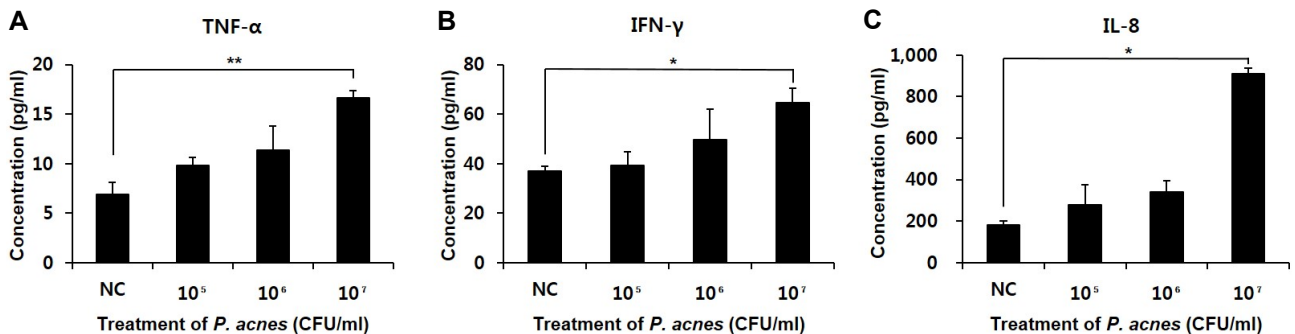 A
TNF-α
**
Concentration (pg/ml)
20
15
10
5
0
NC
10⁵
10⁶
10⁷
Treatment of P. acnes (CFU/ml)
B
IFN-γ
*
Concentration (pg/ml)
80
60
40
20
0
NC
10⁵
10⁶
10⁷
Treatment of P. acnes (CFU/ml)
C
IL-8
*
Concentration (pg/ml)
1,000
800
600
400
200
0
NC
10⁵
10⁶
10⁷
Treatment of P. acnes (CFU/ml)